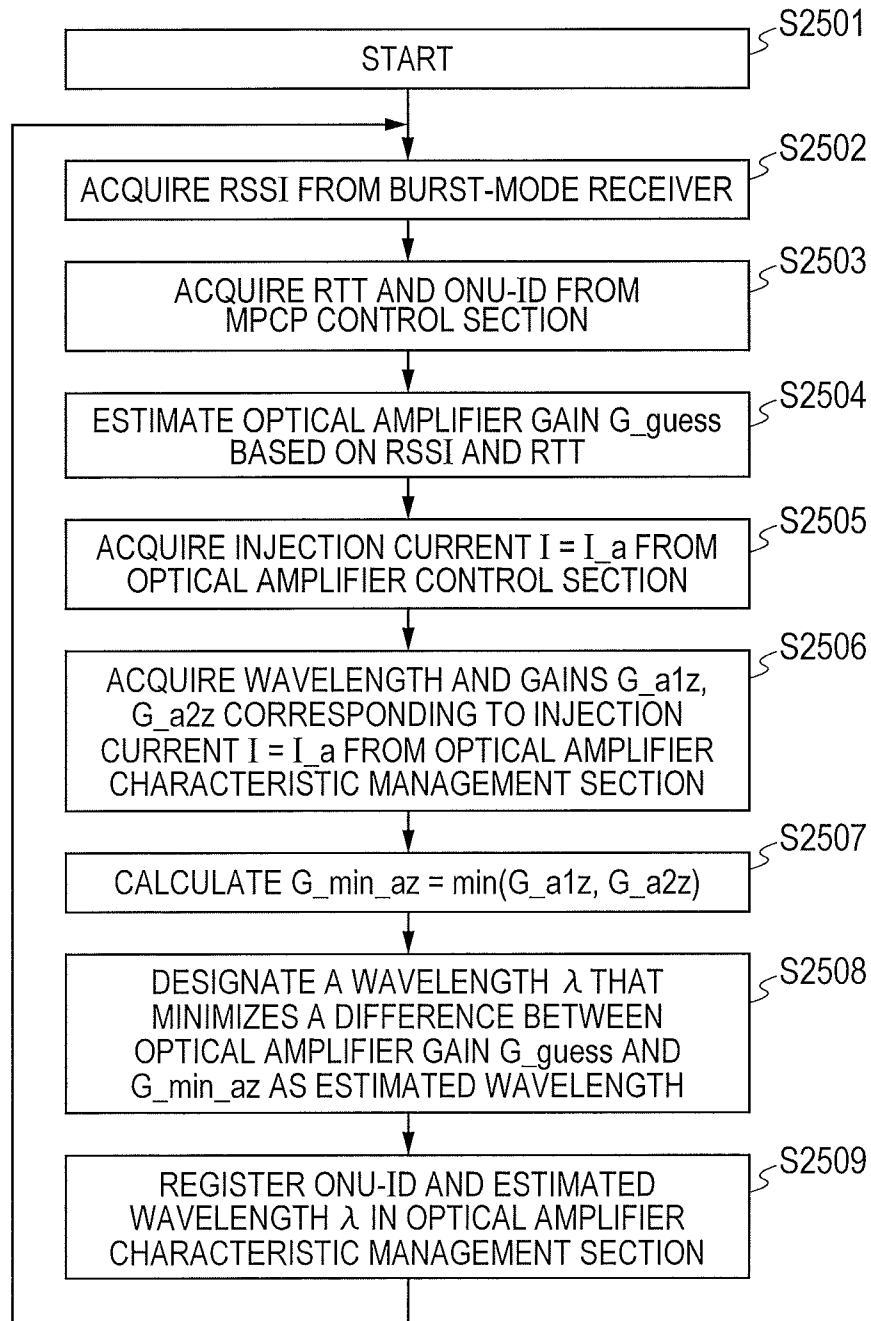 S2501
START
S2502
ACQUIRE RSSI FROM BURST-MODE RECEIVER
S2503
ACQUIRE RTT AND ONU-ID FROM
MPCP CONTROL SECTION
S2504
ESTIMATE OPTICAL AMPLIFIER GAIN G_guess
BASED ON RSSI AND RTT
S2505
ACQUIRE INJECTION CURRENT I = I_a FROM
OPTICAL AMPLIFIER CONTROL SECTION
S2506
ACQUIRE WAVELENGTH AND GAINS G_a1z,
G_a2z CORRESPONDING TO INJECTION
CURRENT I = I_a FROM OPTICAL AMPLIFIER
CHARACTERISTIC MANAGEMENT SECTION
S2507
CALCULATE G_min_az = min(G_a1z, G_a2z)
S2508
DESIGNATE A WAVELENGTH λ THAT
MINIMIZES A DIFFERENCE BETWEEN
OPTICAL AMPLIFIER GAIN G_guess AND
G_min_az AS ESTIMATED WAVELENGTH
S2509
REGISTER ONU-ID AND ESTIMATED
WAVELENGTH λ IN OPTICAL AMPLIFIER
CHARACTERISTIC MANAGEMENT SECTION